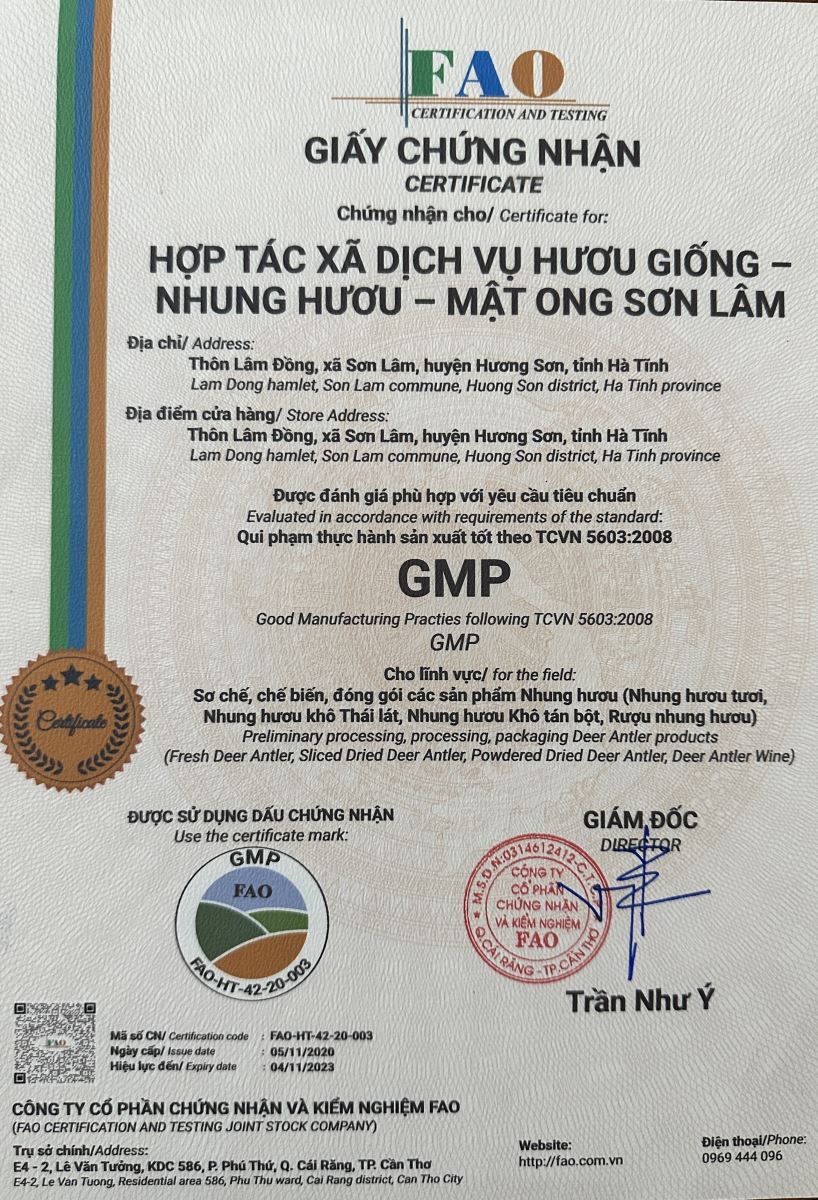 FAO
CERTIFICATION AND TESTING
GIẤY CHỨNG NHẬN
CERTIFICATE
Chứng nhận cho/ Certificate for:
HỢP TÁC XÃ DỊCH VỤ HƯƠU GIỐNG –
NHUNG HƯƠU – MẬT ONG SƠN LÂM
Địa chỉ/ Address:
Thôn Lâm Đồng, xã Sơn Lâm, huyện Hương Sơn, tỉnh Hà Tĩnh
Lam Dong hamlet, Son Lam commune, Huong Son district, Ha Tinh province
Địa điểm cửa hàng/ Store Address:
Thôn Lâm Đồng, xã Sơn Lâm, huyện Hương Sơn, tỉnh Hà Tĩnh
Lam Dong hamlet, Son Lam commune, Huong Son district, Ha Tinh province
Được đánh giá phù hợp với yêu cầu tiêu chuẩn
Evaluated in accordance with requirements of the standard:
Qui phạm thực hành sản xuất tốt theo TCVN 5603:2008
GMP
Good Manufacturing Practies following TCVN 5603:2008
GMP
Cho lĩnh vực/ for the field:
Sơ chế, chế biến, đóng gói các sản phẩm Nhung hươu (Nhung hươu tươi,
Nhung hươu khô Thái lát, Nhung hươu Khô tán bột, Rượu nhung hươu)
Preliminary processing, processing, packaging Deer Antler products
(Fresh Deer Antler, Sliced Dried Deer Antler, Powdered Dried Deer Antler, Deer Antler Wine)
Certificate
ĐƯỢC SỬ DỤNG DẤU CHỨNG NHẬN
Use the certificate mark:
GMP
FAO
FAO-HT-42-20-003
GIÁM ĐỐC
DIRECTOR
M.S.D.N:0314612412-C.T.C.P
CÔNG TY
CỔ PHẦN
CHỨNG NHẬN
VÀ KIỂM NGHIỆM
FAO
Q.CÁI RĂNG - TP.CẦN THƠ
Trần Như Ý
FAO
Mã số CN/ Certification code : FAO-HT-42-20-003
Ngày cấp/ Issue date : 05/11/2020
Hiệu lực đến/ Expiry date : 04/11/2023
CÔNG TY CỔ PHẦN CHỨNG NHẬN VÀ KIỂM NGHIỆM FAO
(FAO CERTIFICATION AND TESTING JOINT STOCK COMPANY)
Trụ sở chính/Address:
E4 - 2, Lê Văn Tưởng, KDC 586, P. Phú Thứ, Q. Cái Răng, TP. Cần Thơ
E4-2, Le Van Tuong, Residential area 586, Phu Thu ward, Cai Rang district, Can Tho City
Website:
http://fao.com.vn
Điện thoại/Phone:
0969 444 096